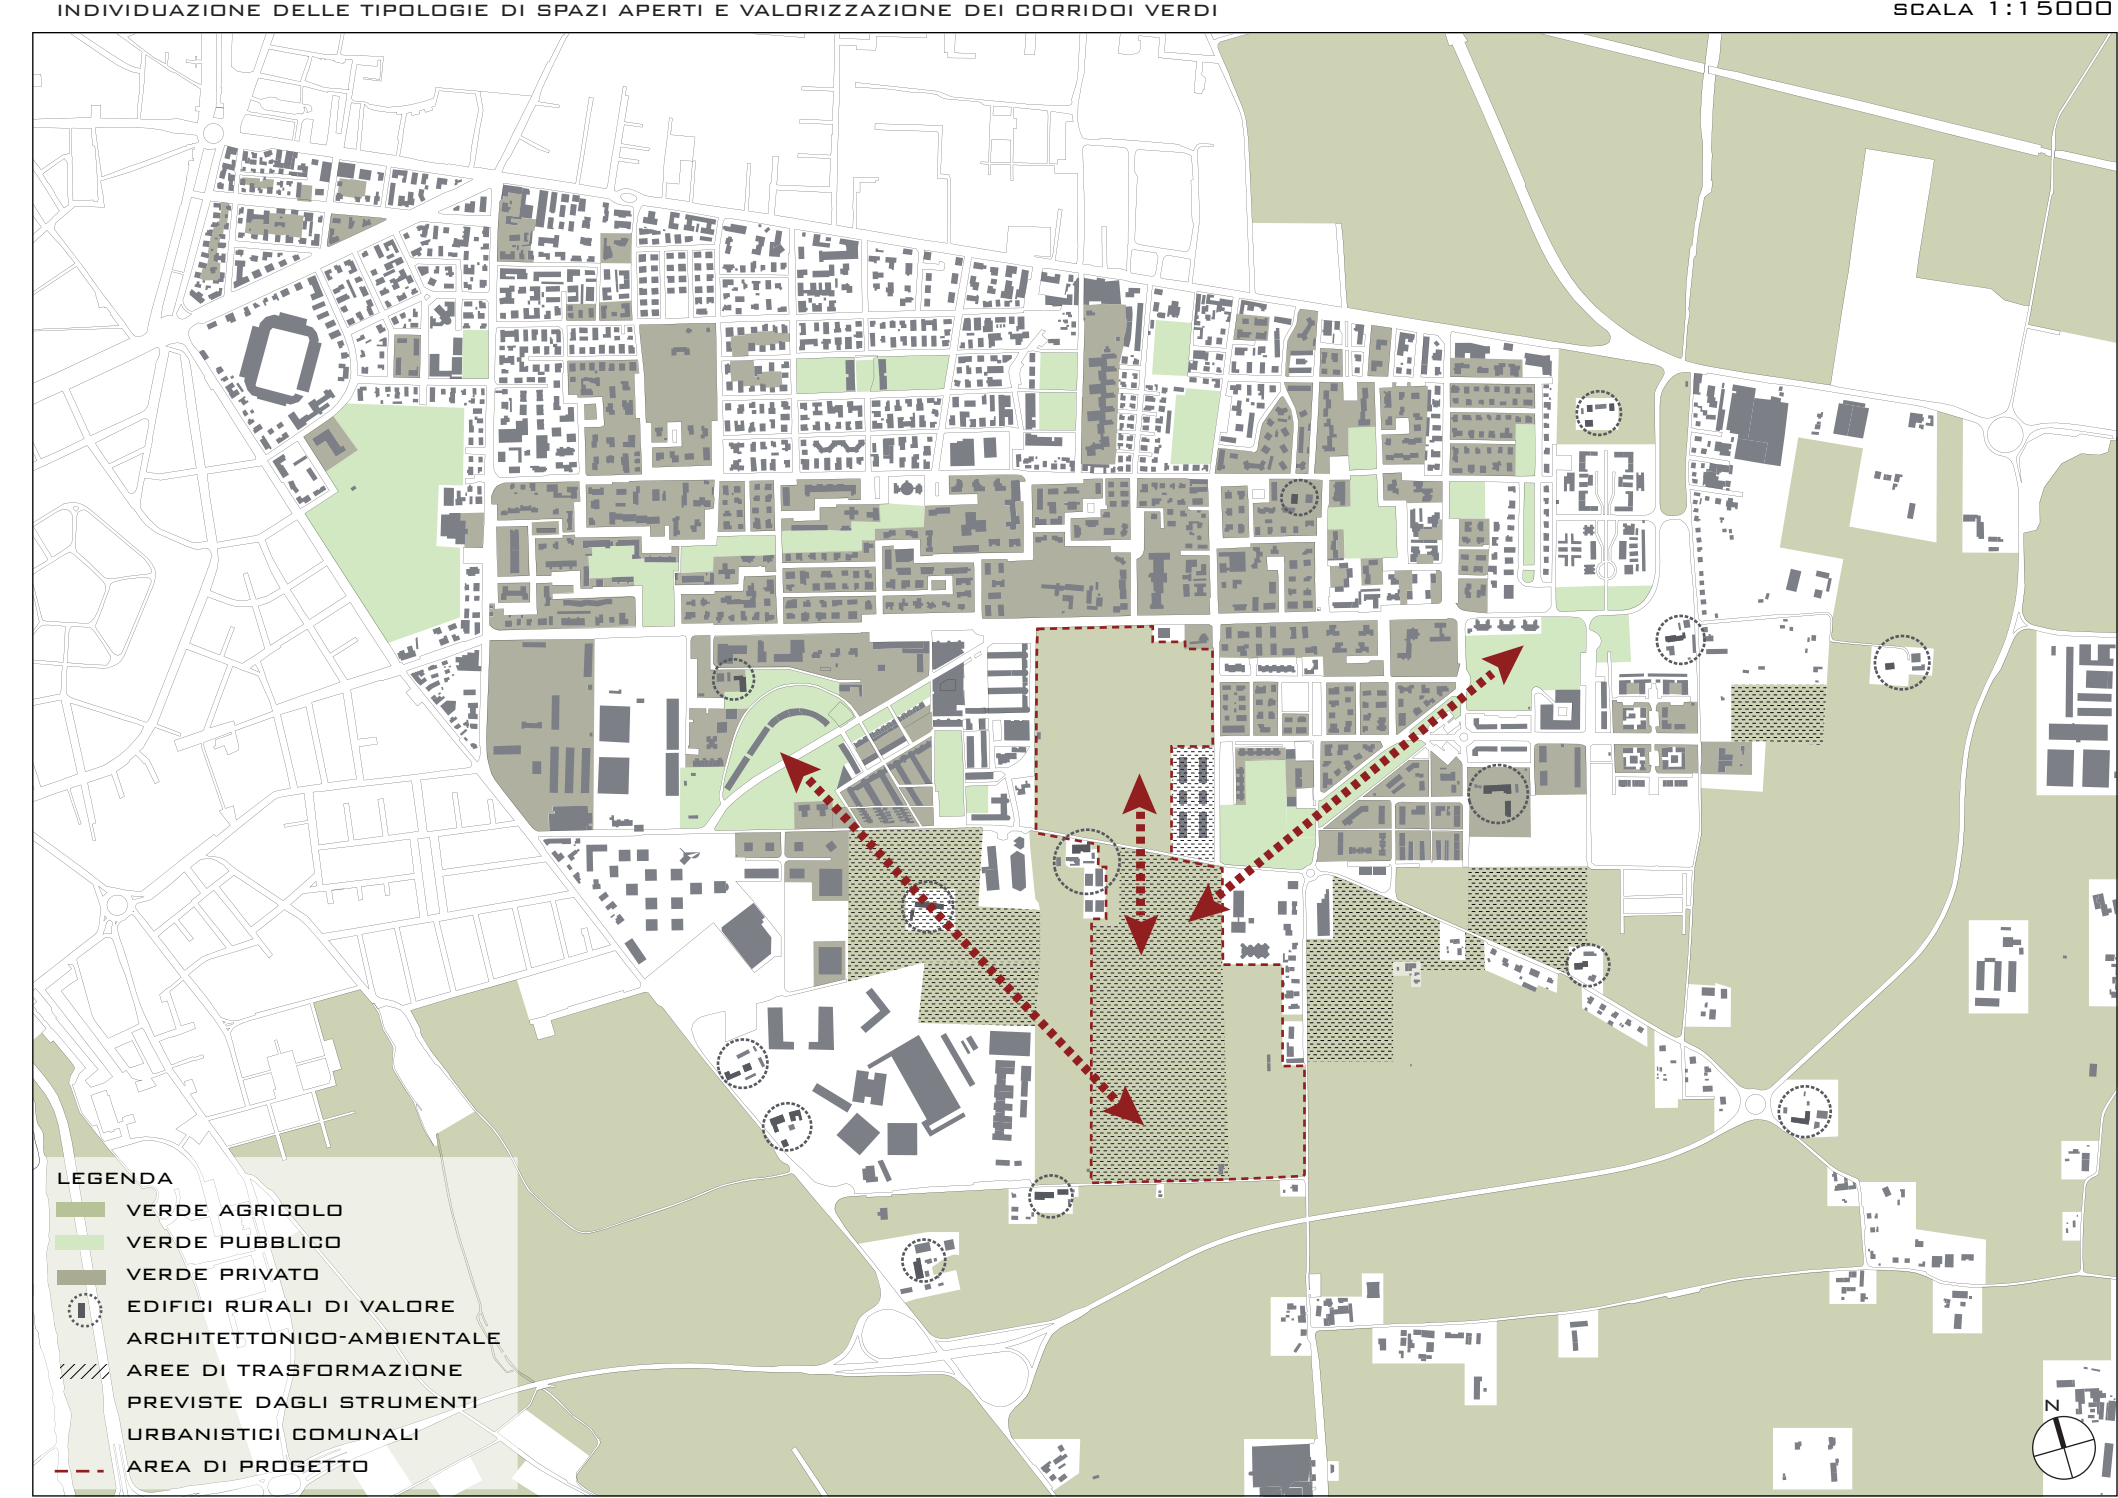 INDIVIDUAZIONE DELLE TIPOLOGIE DI SPAZI APERTI E VALORIZZAZIONE DEI CORRIDOI VERDI
SCALA 1:15000
LEGENDA
VERDE AGRICOLO
VERDE PUBBLICO
VERDE PRIVATO
EDIFICI RURALI DI VALORE
ARCHITETTONICO-AMBIENTALE
AREE DI TRASFORMAZIONE
PREVISTE DAGLI STRUMENTI
URBANISTICI COMUNALI
AREA DI PROGETTO
N